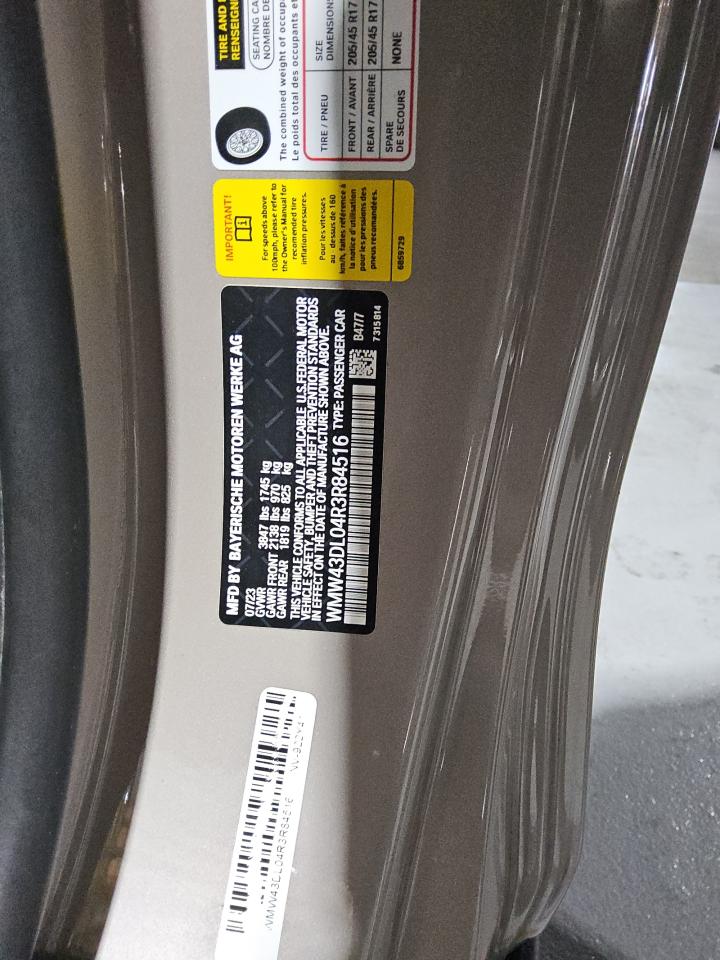 TIRE AND
RENSEIGN
SEATING CA
NOMBRE DE
The combined weight of occup
Le poids total des occupants et
TIRE / PNEU
SIZE
DIMENSIONS
FRONT / AVANT
205/45 R17
REAR / ARRIÈRE
205/45 R17
SPARE
DE SECOURS
NONE
IMPORTANT!
For speeds above
100mph, please refer to
the Owner's Manual for
recomended tire
inflation pressures.
Pour les vitesses
au dessus de 160
km/h, faites référence à
la notice d'utilisation
pour les pressions des
pneus recomandées.
6859729
MFD BY BAYERISCHE MOTOREN WERKE AG
07/23
GVWR 3847 lbs 1745 kg
GAWR FRONT 2138 lbs 970 kg
GAWR REAR 1819 lbs 825 kg
THIS VEHICLE CONFORMS TO ALL APPLICABLE U.S.FEDERAL MOTOR
VEHICLE SAFETY, BUMPER AND THEFT PREVENTION STANDARDS
IN EFFECT ON THE DATE OF MANUFACTURE SHOWN ABOVE.
WMW43DL04R3R84516 TYPE: PASSENGER CAR
B47/7
7315814
WMW43DL04R3R84516